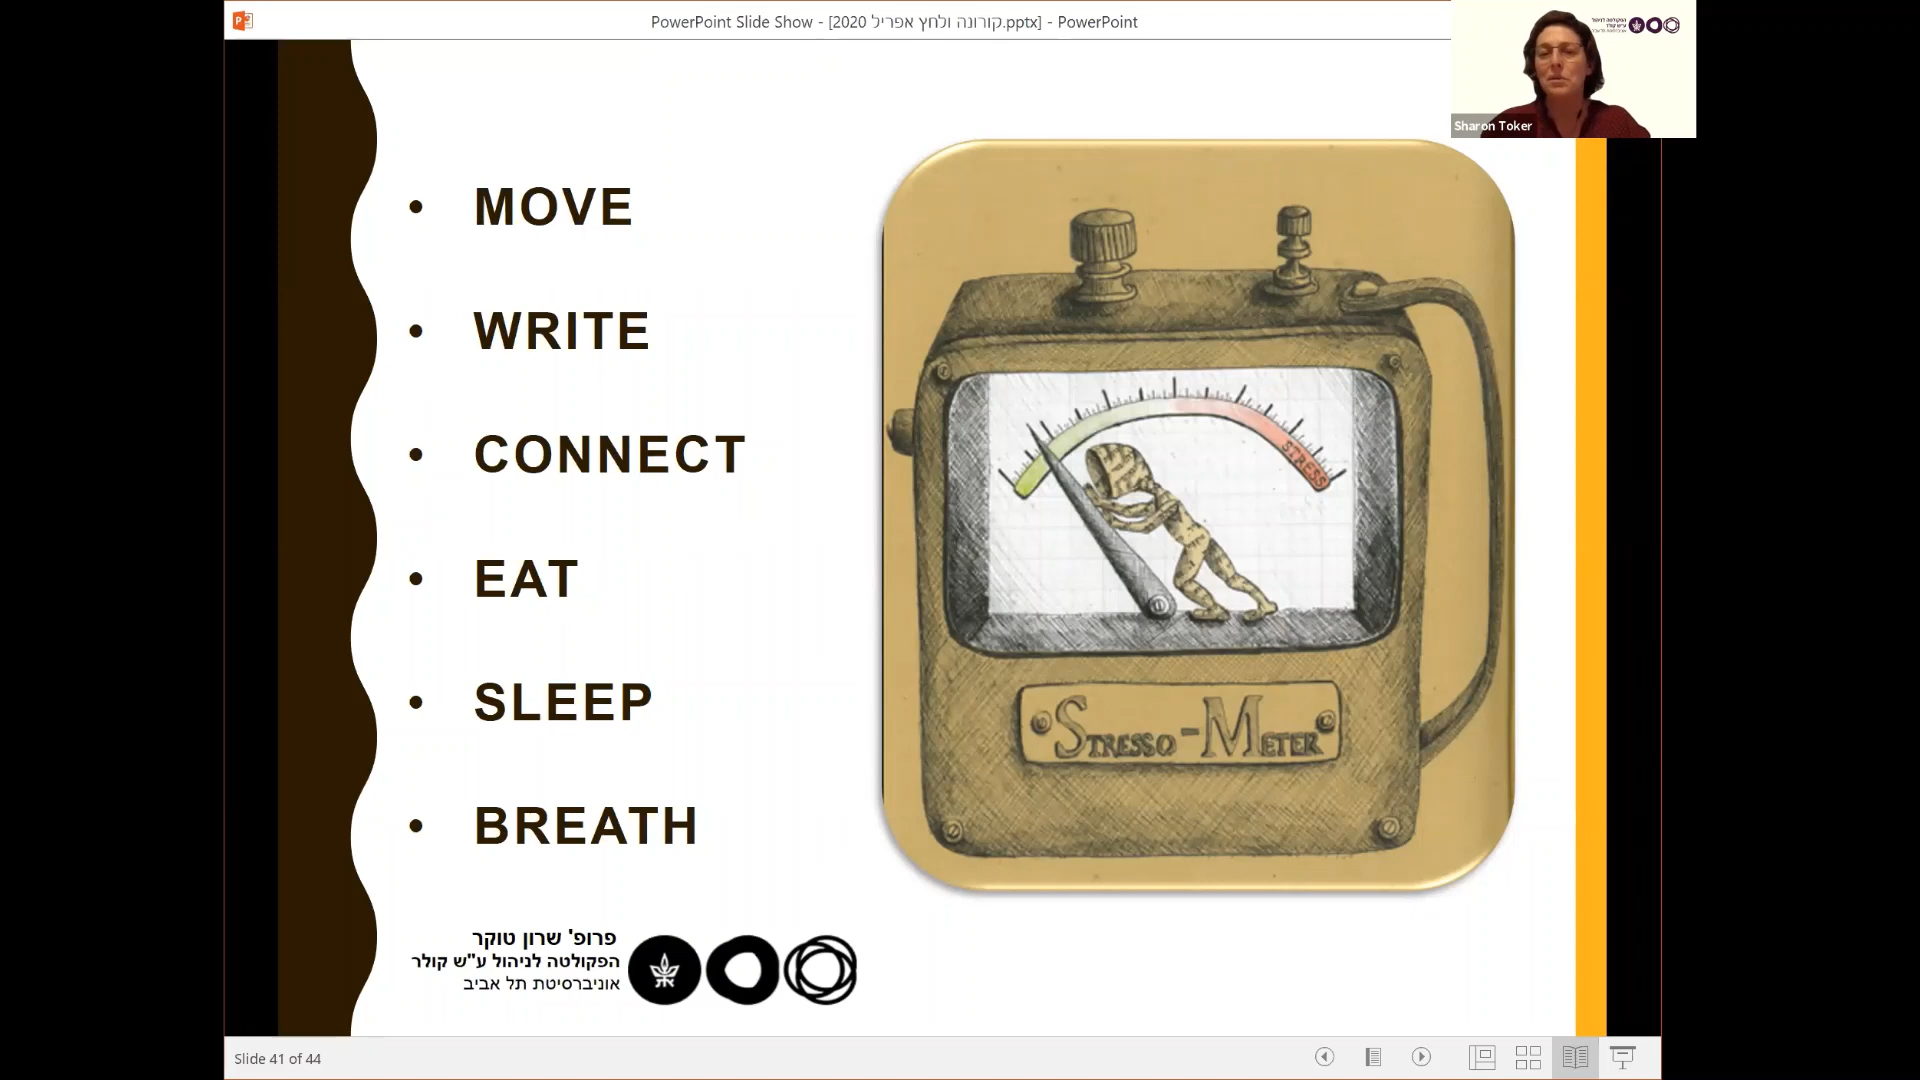 PowerPoint Slide Show - [קורונה ולחץ אפריל 2020.pptx] - PowerPoint
Sharon Toker
• MOVE
• WRITE
• CONNECT
• EAT
• SLEEP
• BREATH
STRESS
STRESSO-METER
פרופ' שרון טוקר
הפקולטה לניהול ע"ש קולר
אוניברסיטת תל אביב
Slide 41 of 44